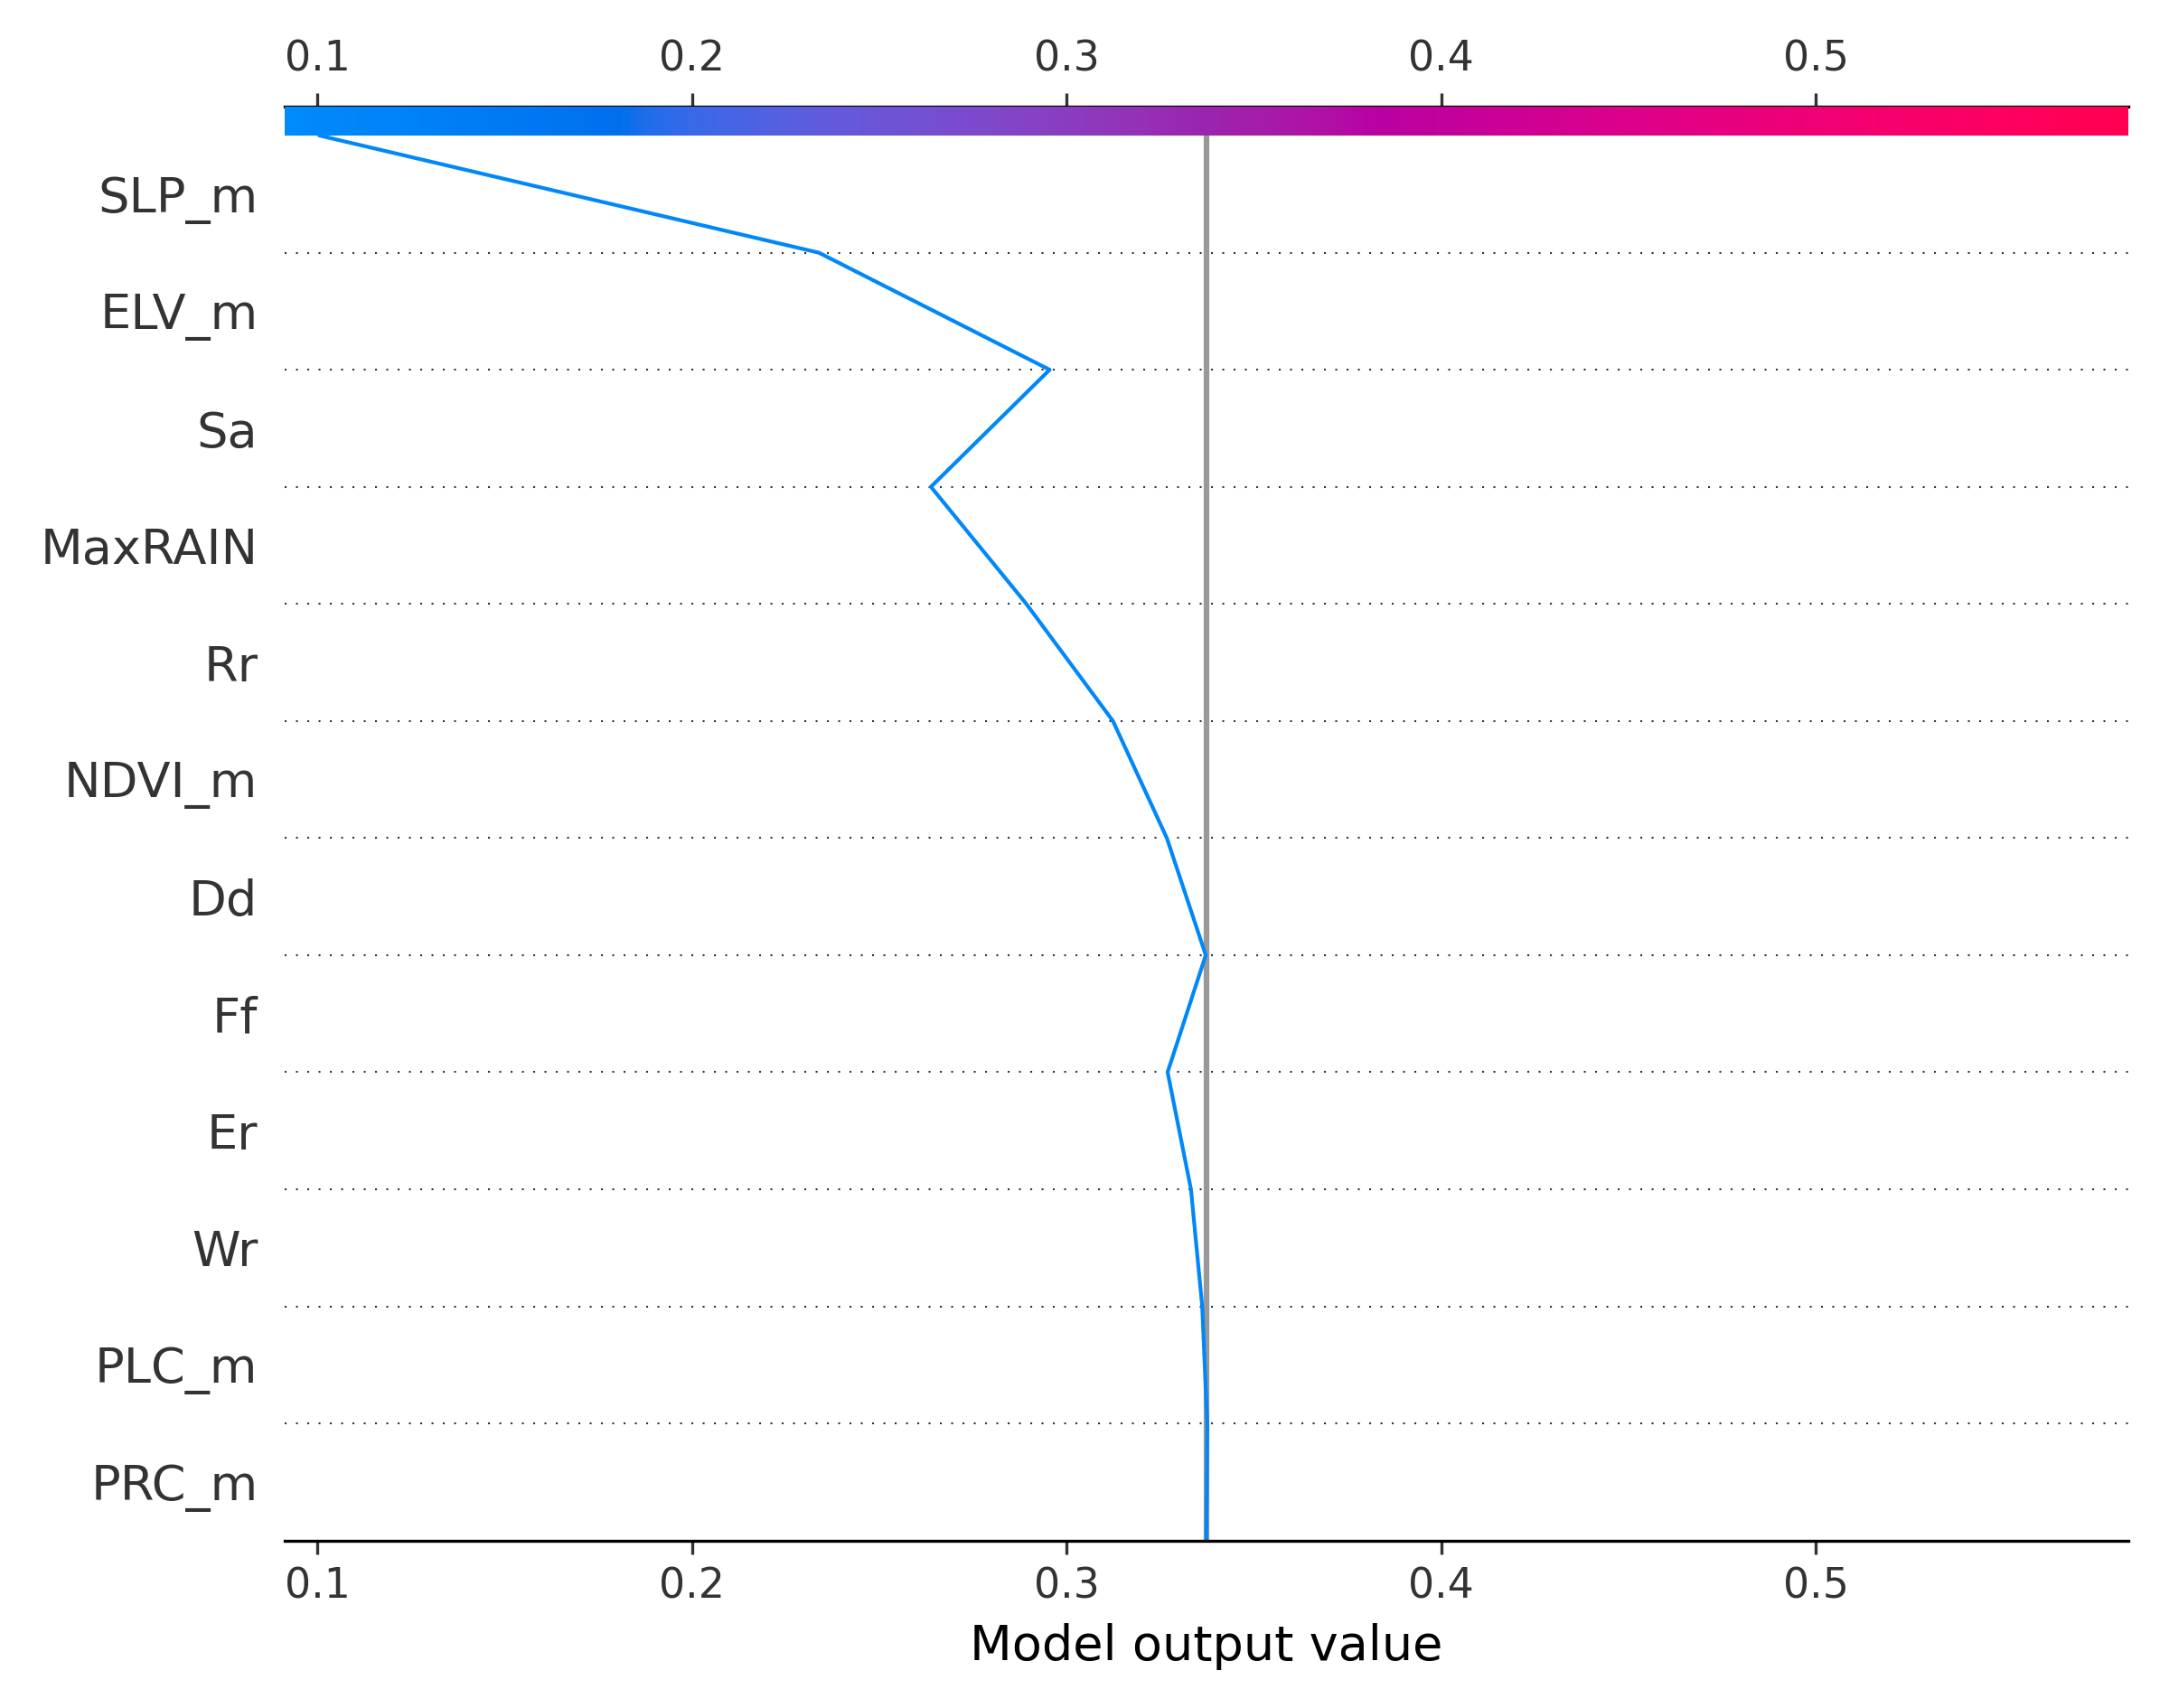 0.1 0.2 0.3 0.4 0.5
SLP_m
ELV_m
Sa
MaxRAIN
Rr
NDVI_m
Dd
Ff
Er
Wr
PLC_m
PRC_m
0.1 0.2 0.3 0.4 0.5
Model output value